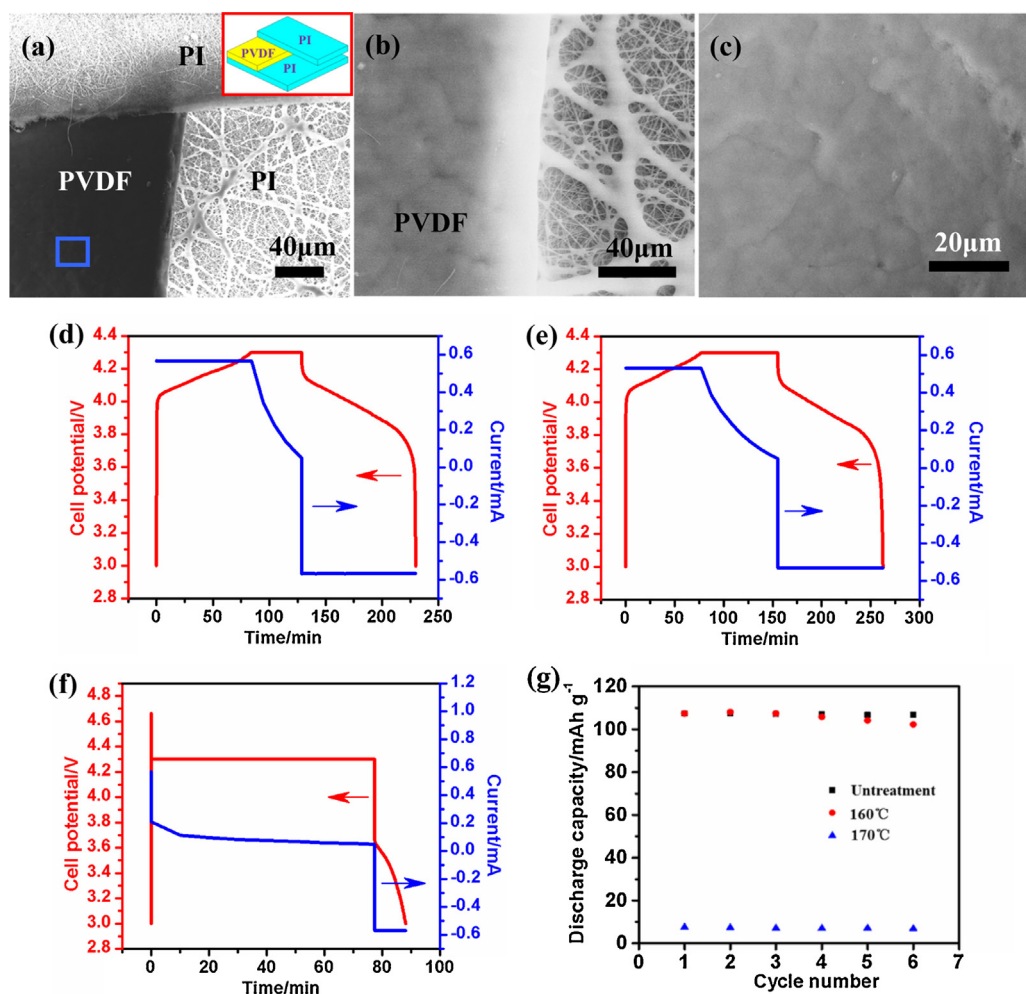 (a)
PI
PI
PVDF
PI
PVDF
PI
40μm
(b)
PVDF
40μm
(c)
20μm
(d)
4.4
4.2
4.0
3.8
3.6
3.4
3.2
3.0
2.8
Cell potential/V
0.6
0.4
0.2
0.0
-0.2
-0.4
-0.6
Current/mA
0 50 100 150 200 250
Time/min
(e)
4.4
4.2
4.0
3.8
3.6
3.4
3.2
3.0
2.8
Cell potential/V
0.6
0.4
0.2
0.0
-0.2
-0.4
-0.6
Current/mA
0 50 100 150 200 250 300
Time/min
(f)
4.8
4.6
4.4
4.2
4.0
3.8
3.6
3.4
3.2
3.0
2.8
Cell potential/V
1.2
1.0
0.8
0.6
0.4
0.2
0.0
-0.2
-0.4
-0.6
Current/mA
0 20 40 60 80 100
Time/min
(g)
120
100
80
60
40
20
0
Discharge capacity/mAh g⁻¹
Untreatment
160℃
170℃
0 1 2 3 4 5 6 7
Cycle number